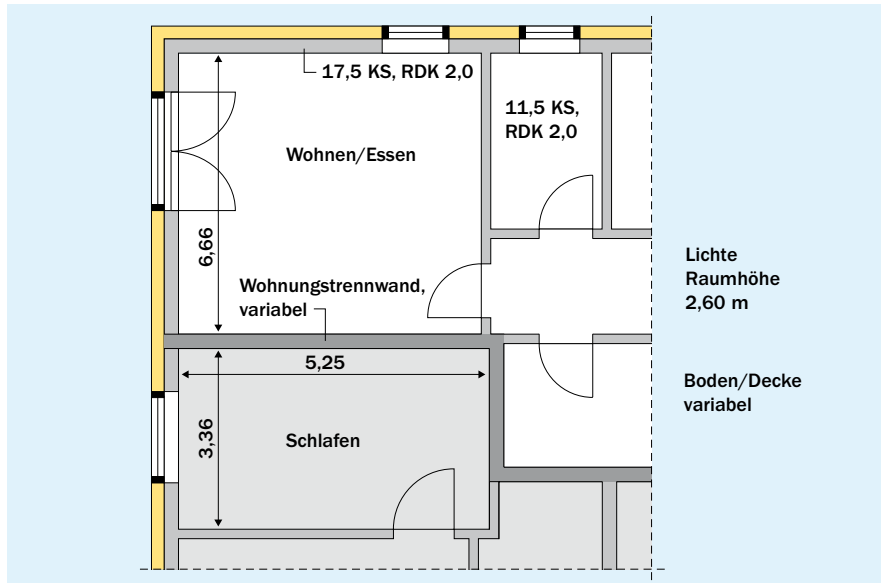 17,5 KS, RDK 2,0
11,5 KS,
RDK 2,0
Wohnen/Essen
6,66
Wohnungstrennwand,
variabel
Lichte
Raumhöhe
2,60 m
5,25
3,36
Schlafen
Boden/Decke
variabel